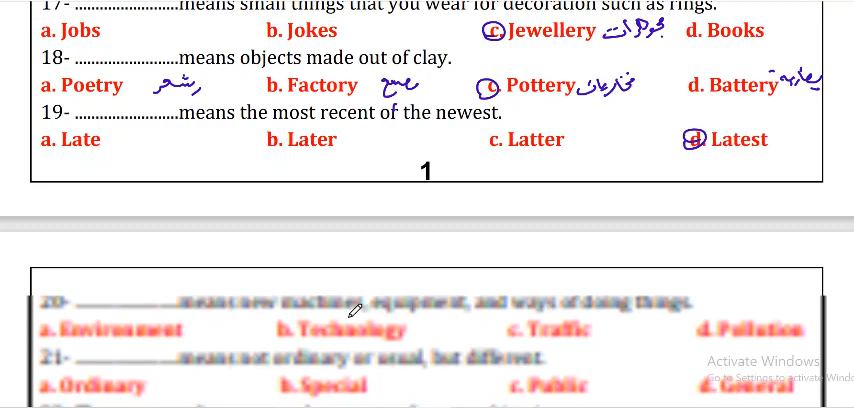 17- ..........................means small things that you wear for decoration such as rings.
a. Jobs b. Jokes c. Jewellery مجوهرات d. Books
18- ..........................means objects made out of clay.
a. Poetry شعر b. Factory مصنع c. Pottery فخاريات d. Battery بطارية
19- ..........................means the most recent of the newest.
a. Late b. Later c. Latter d. Latest
1
20- ..........................means new machines, equipment, and ways of doing things.
a. Environment b. Technology c. Traffic d. Pollution
21- ..........................means not ordinary or usual, but different.
a. Ordinary b. Special c. Public d. General
Activate Windows
Go to Settings to activate Windo